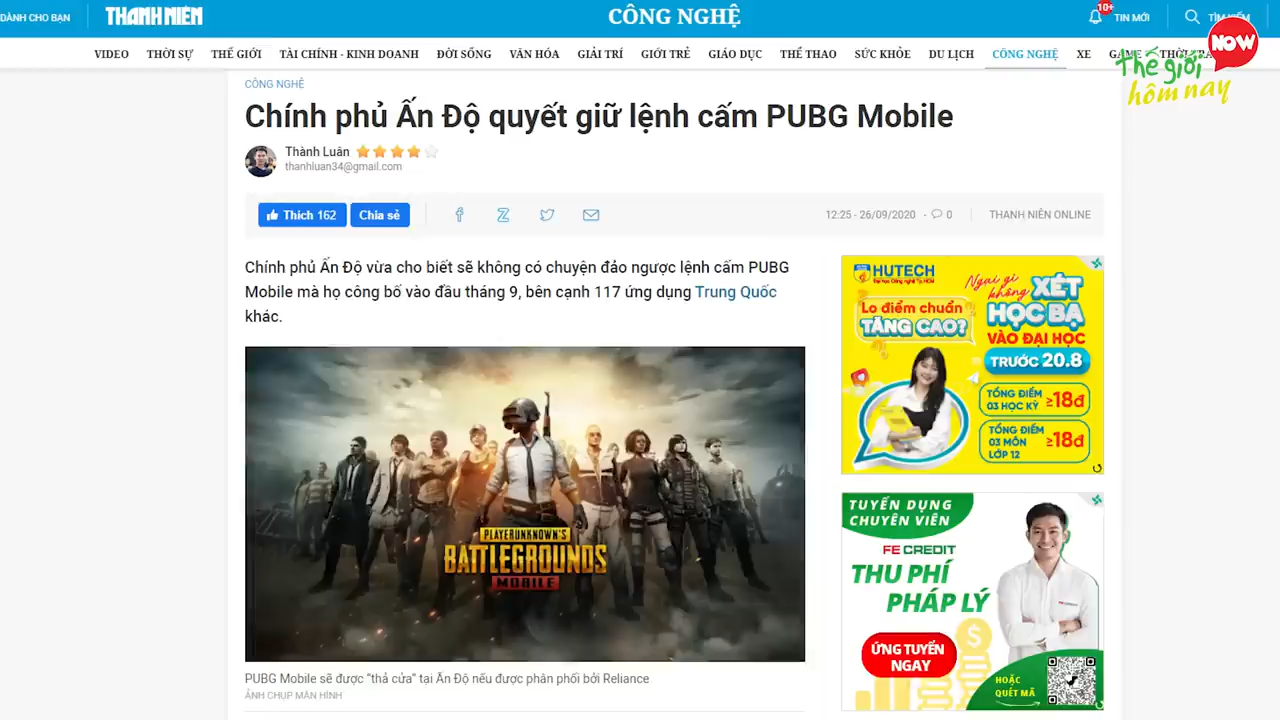 DÀNH CHO BẠN
THANH NIÊN
CÔNG NGHỆ
10+
TIN MỚI
VIDEO THỜI SỰ THẾ GIỚI TÀI CHÍNH - KINH DOANH ĐỜI SỐNG VĂN HÓA GIẢI TRÍ GIỚI TRẺ GIÁO DỤC THỂ THAO SỨC KHỎE DU LỊCH CÔNG NGHỆ XE
NOW
thế giới
hôm nay
CÔNG NGHỆ
Chính phủ Ấn Độ quyết giữ lệnh cấm PUBG Mobile
Thành Luân
thanhluan34@gmail.com
Thích 162 Chia sẻ
12:25 - 26/09/2020 - 0 THANH NIÊN ONLINE
Chính phủ Ấn Độ vừa cho biết sẽ không có chuyện đảo ngược lệnh cấm PUBG
Mobile mà họ công bố vào đầu tháng 9, bên cạnh 117 ứng dụng Trung Quốc
khác.
PLAYERUNKNOWN'S
BATTLEGROUNDS
MOBILE
PUBG Mobile sẽ được "thả cửa" tại Ấn Độ nếu được phân phối bởi Reliance
ẢNH CHỤP MÀN HÌNH
HUTECH
Đại học Công nghệ Tp.HCM
Lo điểm chuẩn
TĂNG CAO?
Ngại gì
không
XÉT
HỌC BẠ
VÀO ĐẠI HỌC
TRƯỚC 20.8
TỔNG ĐIỂM
03 HỌC KỲ ≥18đ
TỔNG ĐIỂM
03 MÔN
LỚP 12
≥18đ
TUYỂN DỤNG
CHUYÊN VIÊN
FE CREDIT
THU PHÍ
PHÁP LÝ
ỨNG TUYỂN
NGAY
HOẶC
QUÉT MÃ